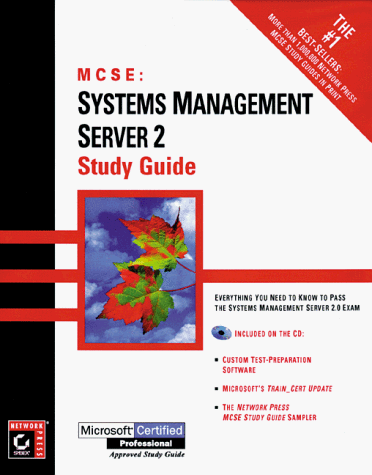 THE
#1
BEST-SELLERS:
MORE THAN 1,000,000 NETWORK PRESS
MCSE STUDY GUIDES IN PRINT
MCSE:
SYSTEMS MANAGEMENT
SERVER 2
Study Guide
EVERYTHING YOU NEED TO KNOW TO PASS
THE SYSTEMS MANAGEMENT SERVER 2.0 EXAM
INCLUDED ON THE CD:
CUSTOM TEST-PREPARATION
SOFTWARE
MICROSOFT'S TRAIN_CERT UPDATE
THE NETWORK PRESS
MCSE STUDY GUIDE SAMPLER
NETWORK PRESS
SYBEX
Microsoft Certified
Professional
Approved Study Guide